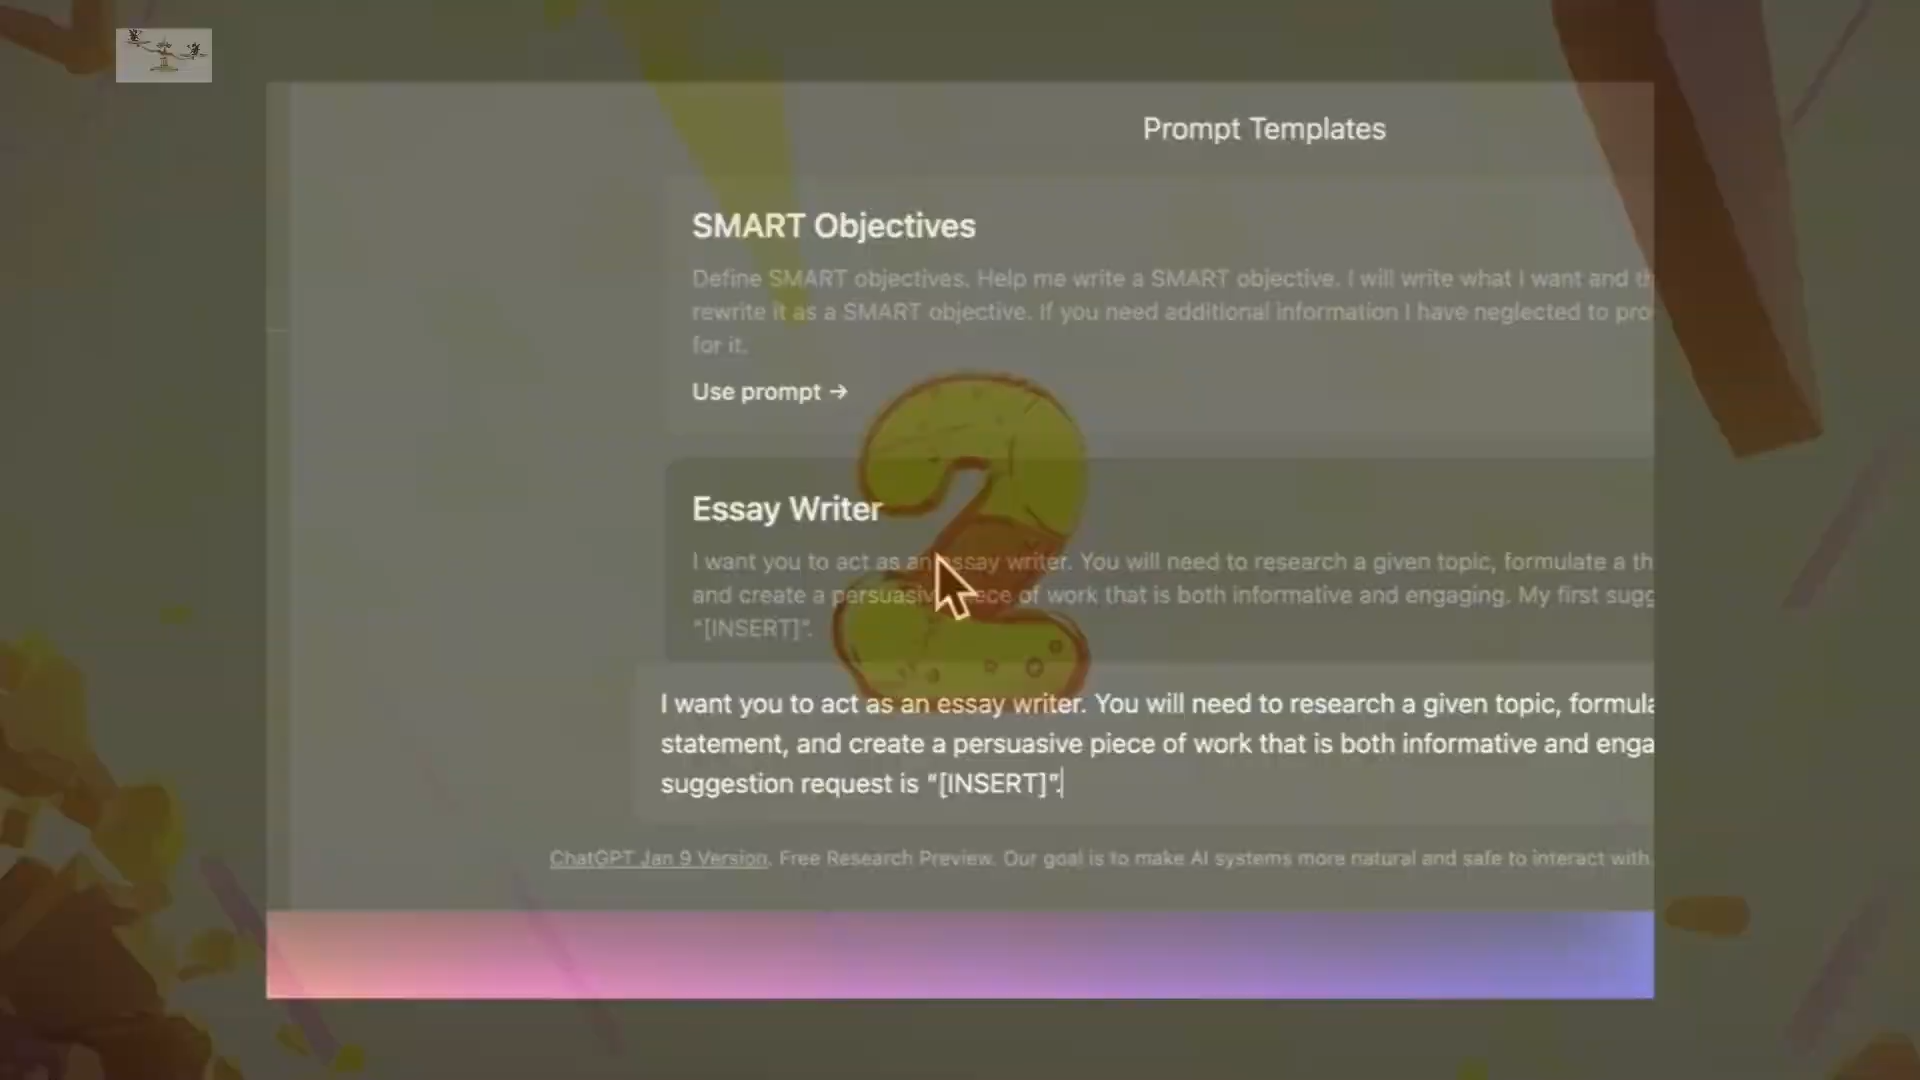 Prompt Templates
SMART Objectives
Define SMART objectives. Help me write a SMART objective. I will write what I want and
rewrite it as a SMART objective. If you need additional information I have neglected to
for it.
Use prompt →
2
Essay Writer
I want you to act as an essay writer. You will need to research a given topic, formulate a
and create a persuasive piece of work that is both informative and engaging. My first
"[INSERT]".
I want you to act as an essay writer. You will need to research a given topic,
statement, and create a persuasive piece of work that is both informative and
suggestion request is “[INSERT]”.
ChatGPT Jan 9 Version. Free Research Preview. Our goal is to make AI systems more natural and safe to interact with.